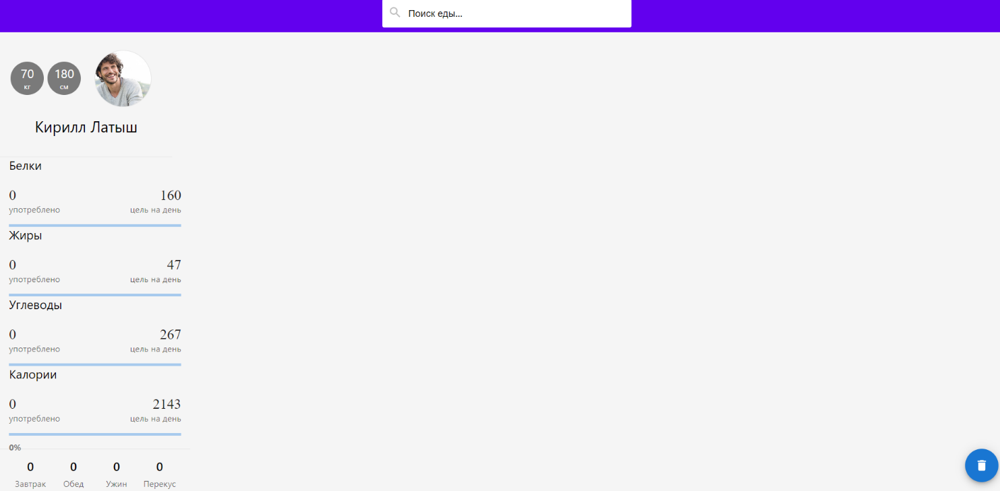 Поиск еды...
70 180
кг см
Кирилл Латыш
Белки
0 160
употреблено цель на день
Жиры
0 47
употреблено цель на день
Углеводы
0 267
употреблено цель на день
Калории
0 2143
употреблено цель на день
0%
0 0 0 0
Завтрак Обед Ужин Перекус